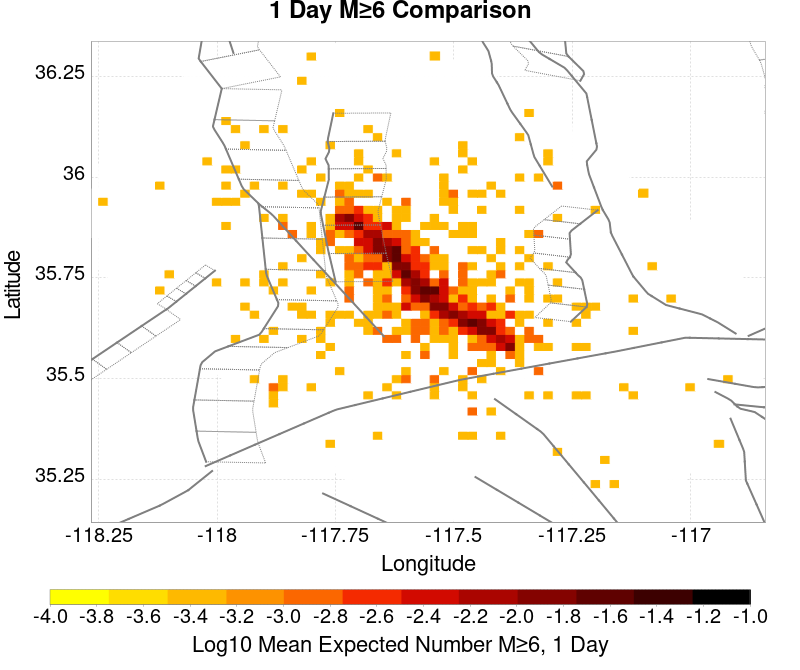 1 Day M≥6 Comparison
36.25
36
35.75
35.5
35.25
Latitude
-118.25 -118 -117.75 -117.5 -117.25 -117
Longitude
-4.0 -3.8 -3.6 -3.4 -3.2 -3.0 -2.8 -2.6 -2.4 -2.2 -2.0 -1.8 -1.6 -1.4 -1.2 -1.0
Log10 Mean Expected Number M≥6, 1 Day